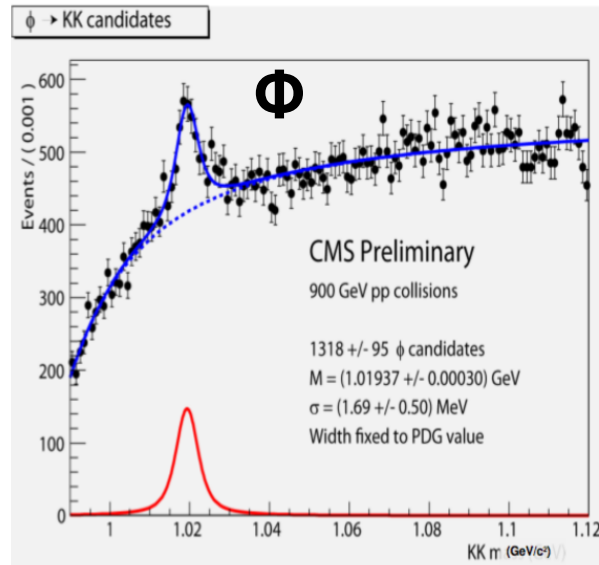 ϕ → KK candidates
Φ
Events / ( 0.001 )
600
500
400
300
200
100
0
CMS Preliminary
900 GeV pp collisions
1318 +/- 95 ϕ candidates
M = (1.01937 +/- 0.00030) GeV
σ = (1.69 +/- 0.50) MeV
Width fixed to PDG value
1 1.02 1.04 1.06 1.08 1.1 1.12
KK m (GeV/c²)